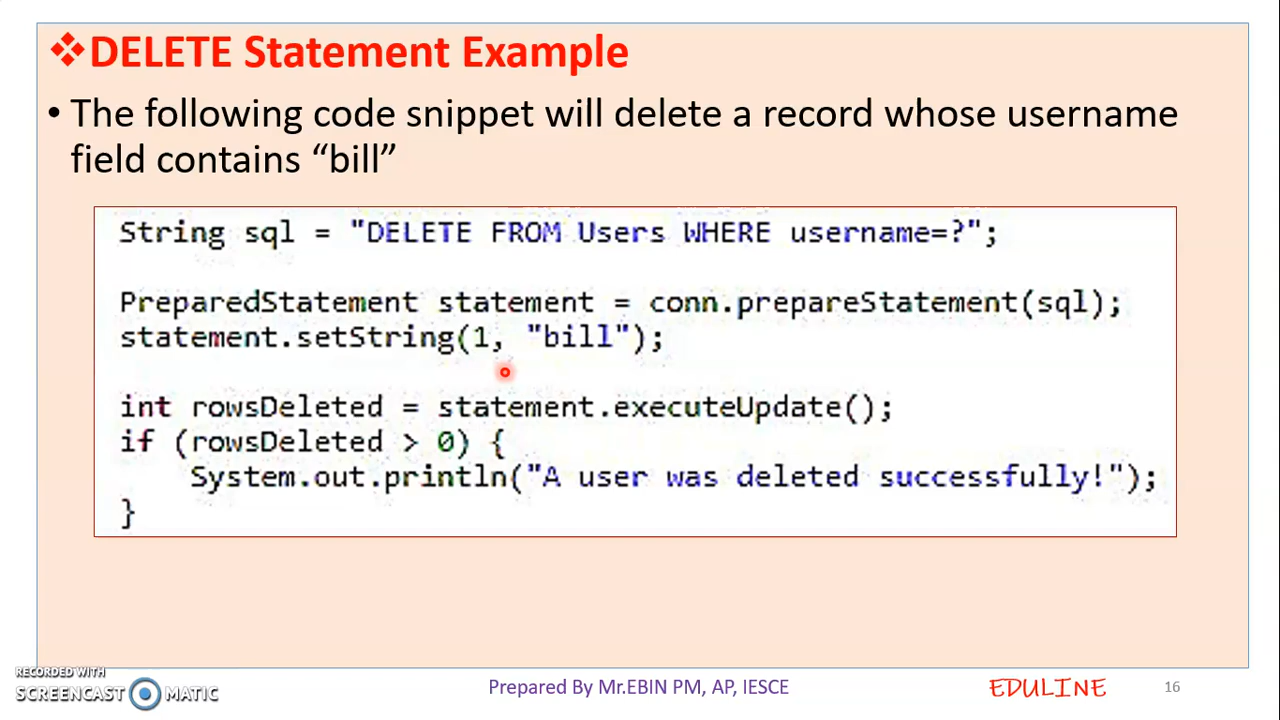 ❖DELETE Statement Example
• The following code snippet will delete a record whose username
field contains “bill”
String sql = "DELETE FROM Users WHERE username=?";
PreparedStatement statement = conn.prepareStatement(sql);
statement.setString(1, "bill");
int rowsDeleted = statement.executeUpdate();
if (rowsDeleted > 0) {
    System.out.println("A user was deleted successfully!");
}
RECORDED WITH
SCREENCAST MATIC
Prepared By Mr.EBIN PM, AP, IESCE
EDULINE
16